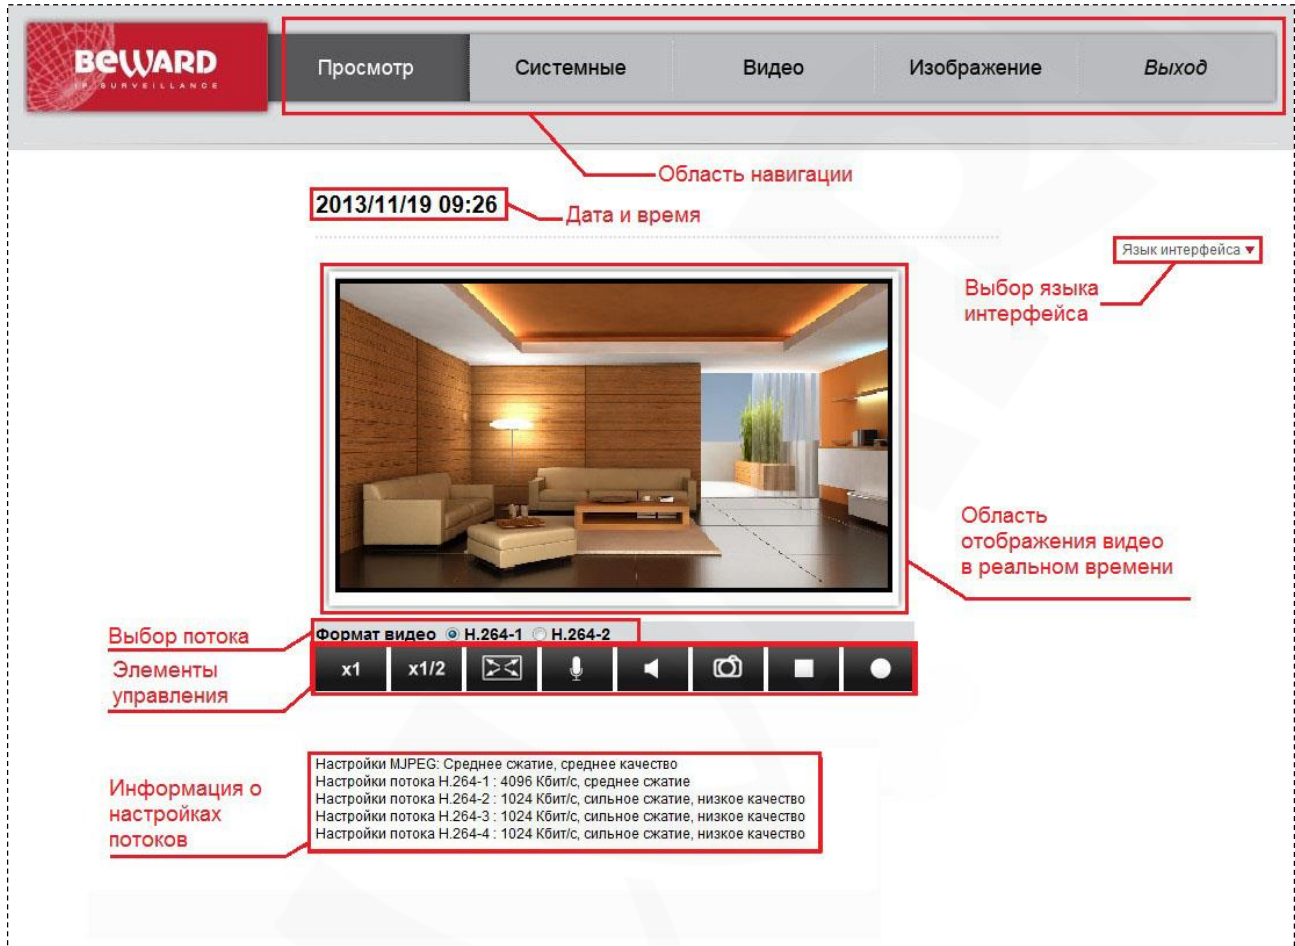 BEWARD
IP SURVEILLANCE
Просмотр
Системные
Видео
Изображение
Выход
Область навигации
2013/11/19 09:26
Дата и время
Язык интерфейса
Выбор языка
интерфейса
Область
отображения видео
в реальном времени
Выбор потока
Формат видео H.264-1 H.264-2
Элементы
управления
x1
x1/2
Информация о
настройках
потоков
Настройки MJPEG: Среднее сжатие, среднее качество
Настройки потока H.264-1 : 4096 Кбит/с, среднее сжатие
Настройки потока H.264-2 : 1024 Кбит/с, сильное сжатие, низкое качество
Настройки потока H.264-3 : 1024 Кбит/с, сильное сжатие, низкое качество
Настройки потока H.264-4 : 1024 Кбит/с, сильное сжатие, низкое качество